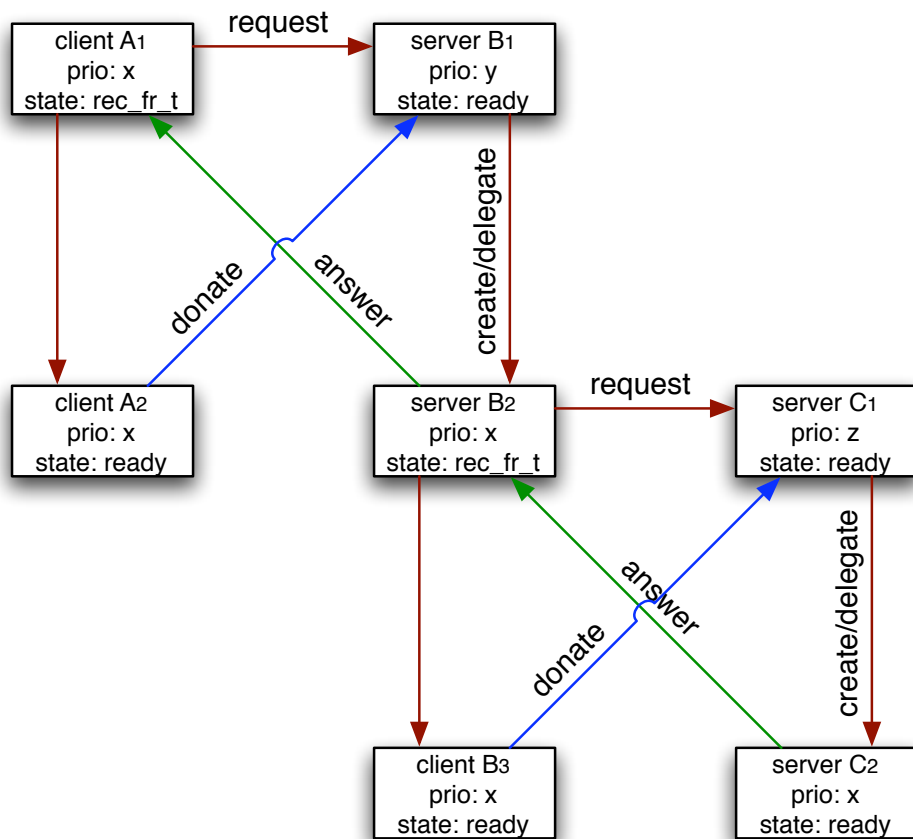 client A1
prio: x
state: rec_fr_t
request
server B1
prio: y
state: ready
create/delegate
donate
answer
client A2
prio: x
state: ready
server B2
prio: x
state: rec_fr_t
request
server C1
prio: z
state: ready
create/delegate
answer
donate
client B3
prio: x
state: ready
server C2
prio: x
state: ready